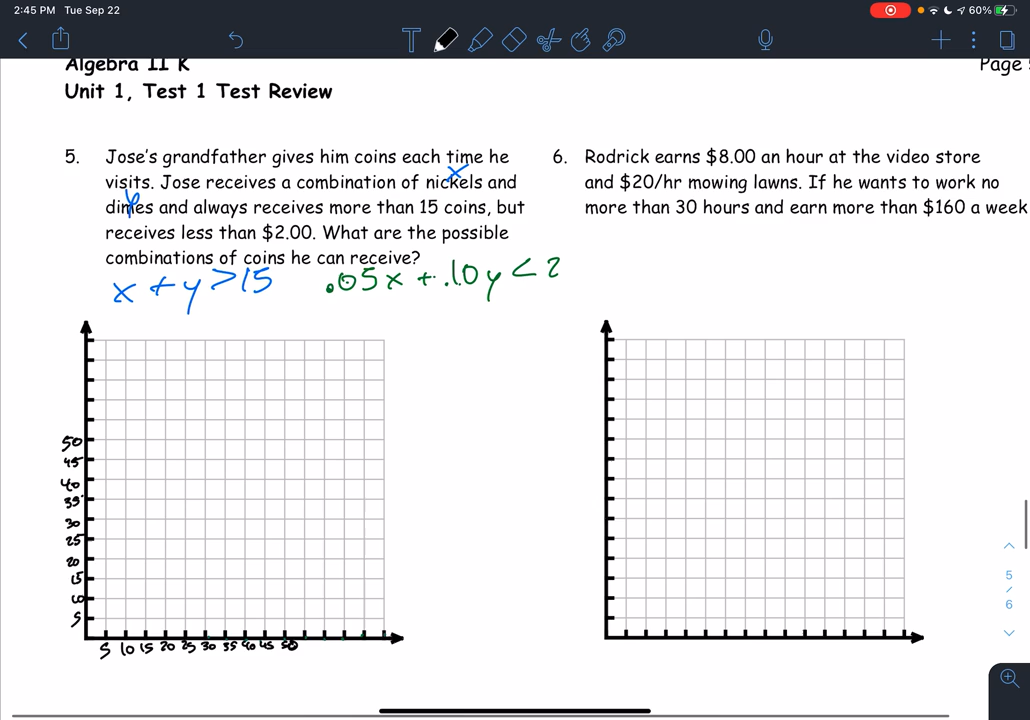 2:45 PM Tue Sep 22
60%
Algebra II K
Page
Unit 1, Test 1 Test Review
5. Jose's grandfather gives him coins each time he
visits. Jose receives a combination of nickels and
dimes and always receives more than 15 coins, but
receives less than $2.00. What are the possible
combinations of coins he can receive?
x
y
x + y > 15
.05x + .10y < 2
50
45
40
35
30
25
20
15
10
5
5 10 15 20 25 30 35 40 45 50
6. Rodrick earns $8.00 an hour at the video store
and $20/hr mowing lawns. If he wants to work no
more than 30 hours and earn more than $160 a week
T
5
/
6